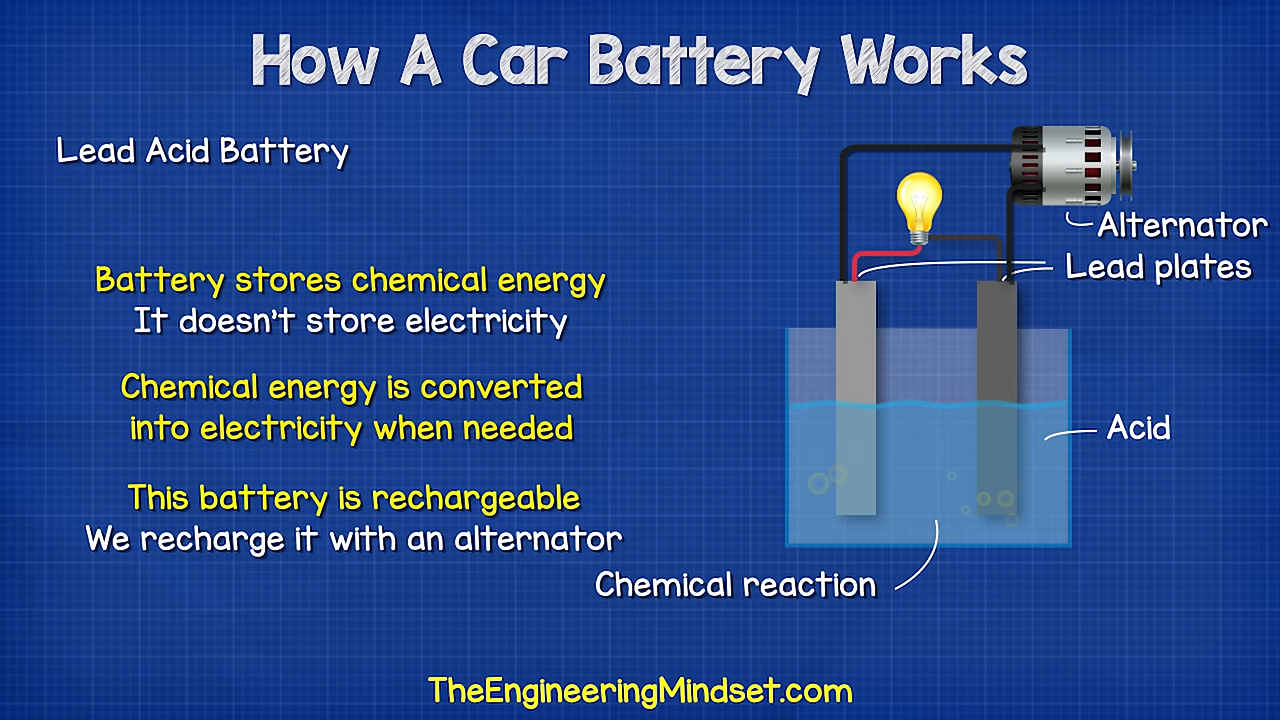 How A Car Battery Works
Lead Acid Battery
Battery stores chemical energy
It doesn't store electricity
Chemical energy is converted
into electricity when needed
This battery is rechargeable
We recharge it with an alternator
Alternator
Lead plates
Acid
Chemical reaction
TheEngineeringMindset.com